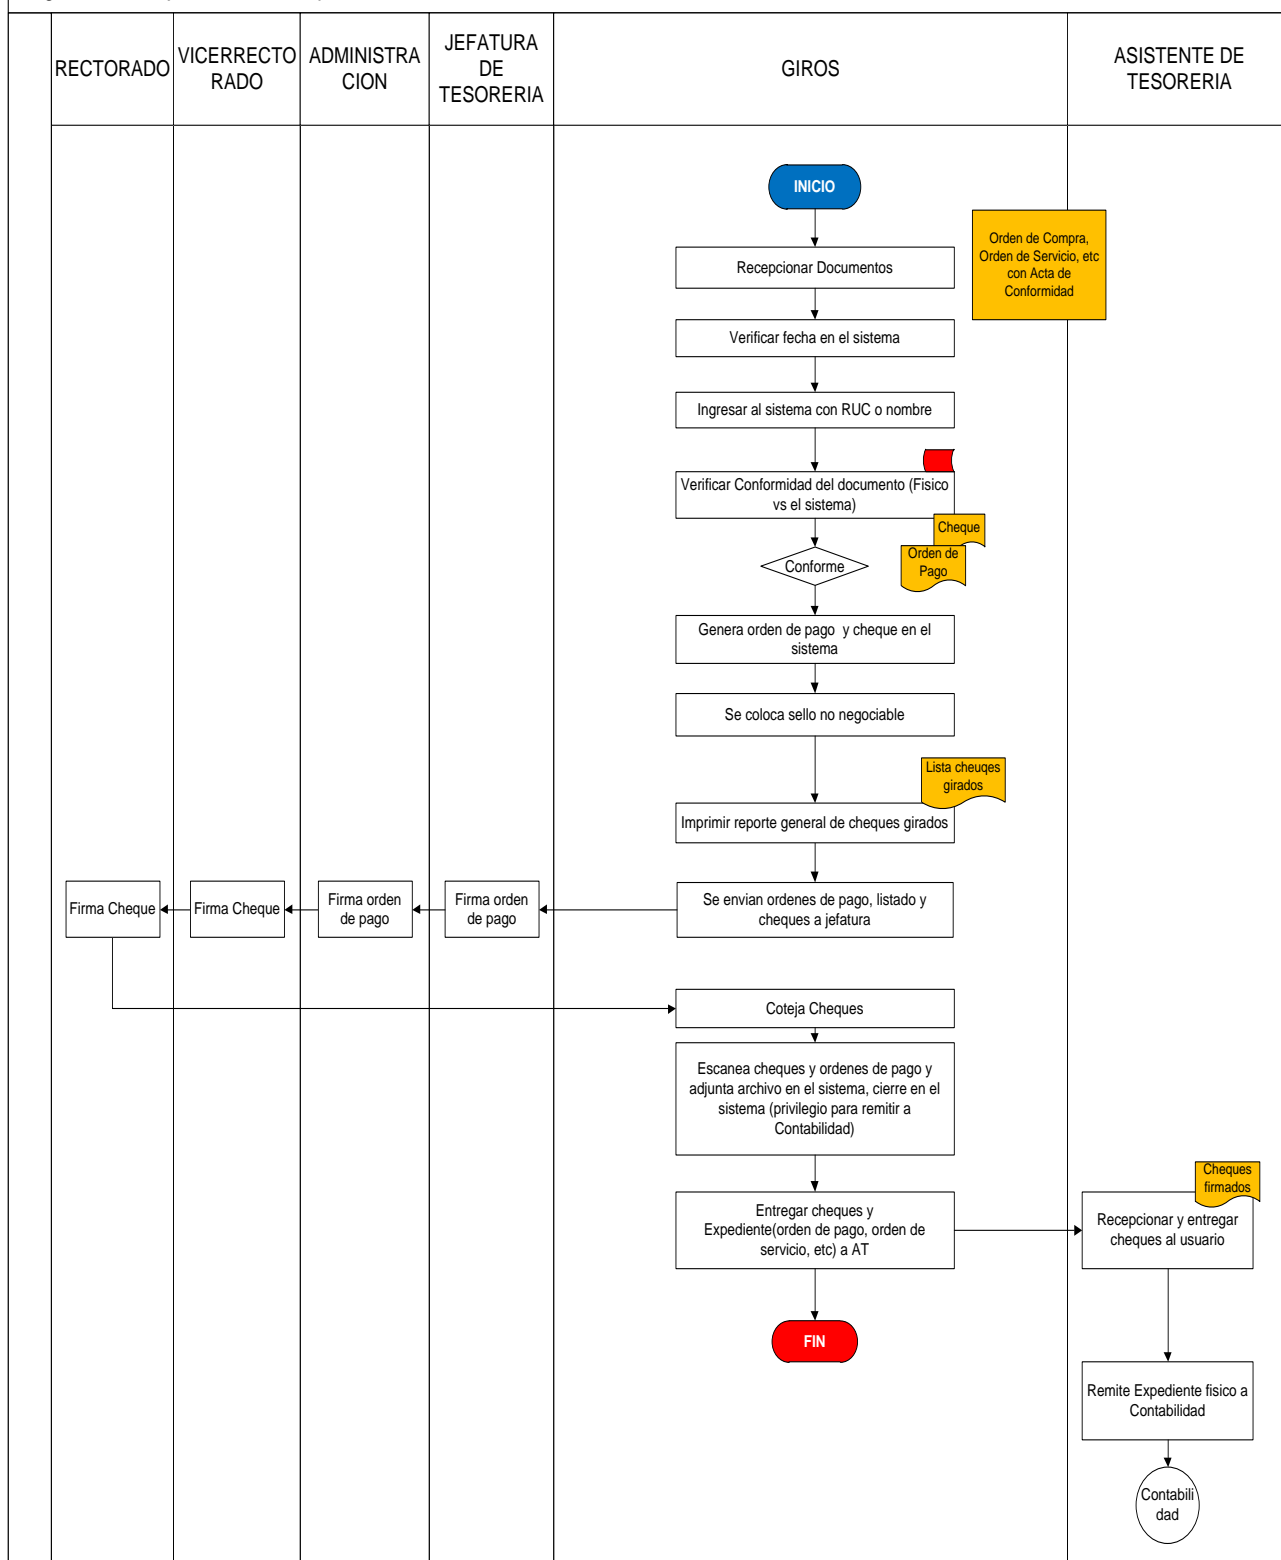 RECTORADO
VICERRECTO
RADO
ADMINISTRA
CION
JEFATURA
DE
TESORERIA
GIROS
ASISTENTE DE
TESORERIA
INICIO
Orden de Compra,
Orden de Servicio, etc
con Acta de
Conformidad
Recepcionar Documentos
Verificar fecha en el sistema
Ingresar al sistema con RUC o nombre
Verificar Conformidad del documento (Fisico
vs el sistema)
Cheque
Orden de
Pago
Conforme
Genera orden de pago y cheque en el
sistema
Se coloca sello no negociable
Lista cheuqes
girados
Imprimir reporte general de cheques girados
Firma Cheque
Firma Cheque
Firma orden
de pago
Firma orden
de pago
Se envian ordenes de pago, listado y
cheques a jefatura
Coteja Cheques
Escanea cheques y ordenes de pago y
adjunta archivo en el sistema, cierre en el
sistema (privilegio para remitir a
Contabilidad)
Entregar cheques y
Expediente(orden de pago, orden de
servicio, etc) a AT
Cheques
firmados
Recepcionar y entregar
cheques al usuario
FIN
Remite Expediente fisico a
Contabilidad
Contabili
dad